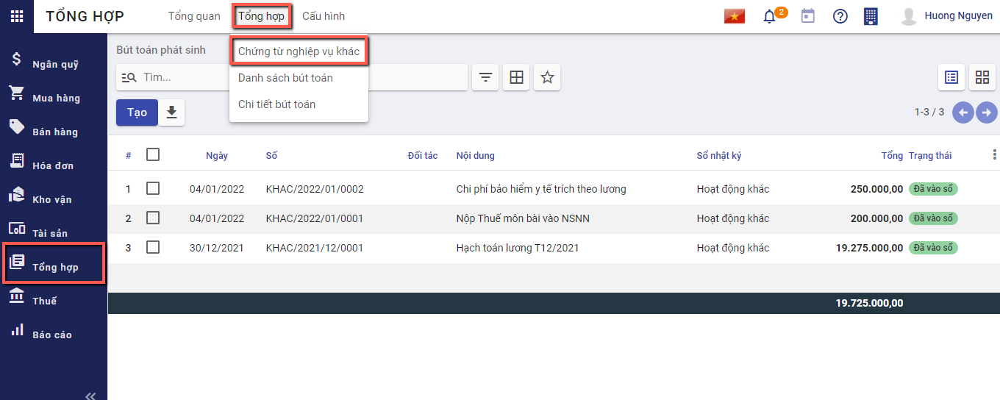 TỔNG HỢP Tổng quan Tổng hợp Cấu hình 2 Huong Nguyen
Bút toán phát sinh
Chứng từ nghiệp vụ khác
Danh sách bút toán
Chi tiết bút toán
Tìm...
Tạo
1-3 / 3
Ngân quỹ
Mua hàng
Bán hàng
Hóa đơn
Kho vận
Tài sản
Tổng hợp
Thuế
Báo cáo
# Ngày Số Đối tác Nội dung Sổ nhật ký Tổng Trạng thái
1 04/01/2022 KHAC/2022/01/0002 Chi phí bảo hiểm y tế trích theo lương Hoạt động khác 250.000,00 Đã vào sổ
2 04/01/2022 KHAC/2022/01/0001 Nộp Thuế môn bài vào NSNN Hoạt động khác 200.000,00 Đã vào sổ
3 30/12/2021 KHAC/2021/12/0001 Hạch toán lương T12/2021 Hoạt động khác 19.275.000,00 Đã vào sổ
19.725.000,00